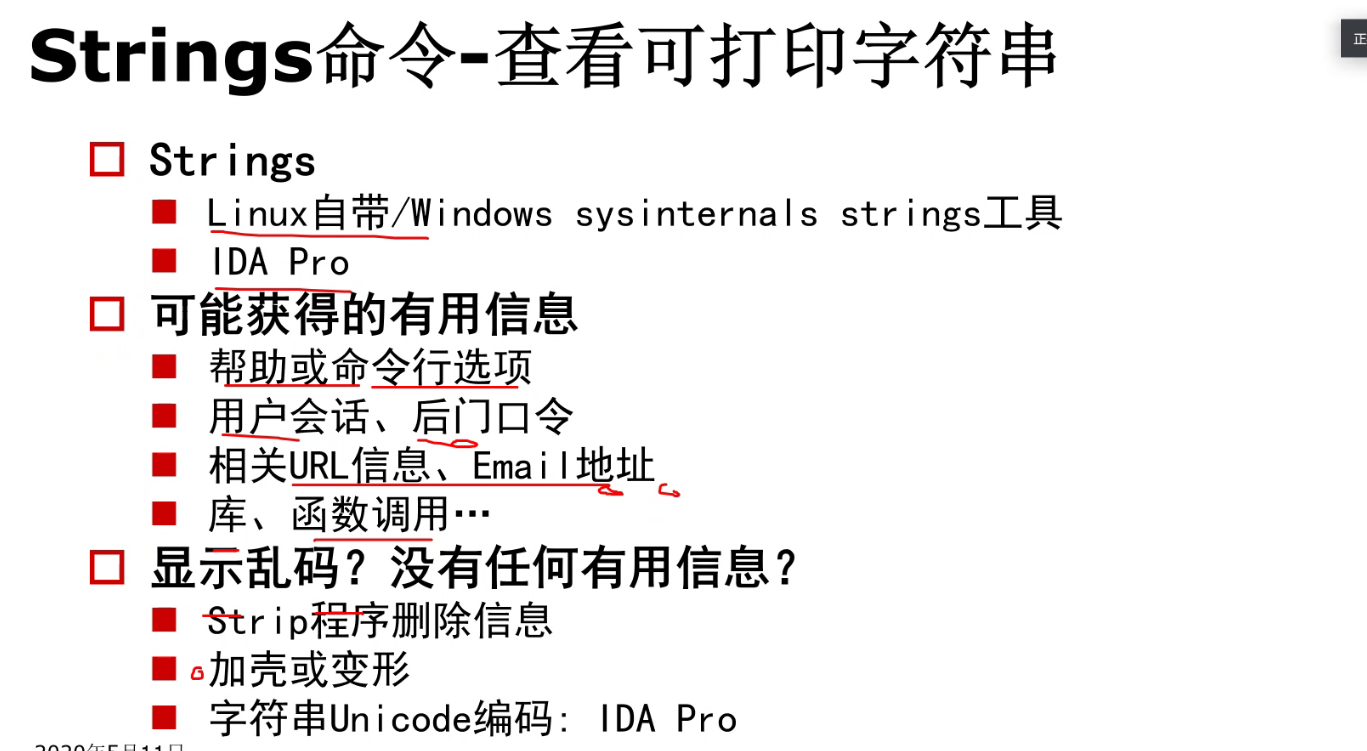 Strings命令-查看可打印字符串
正
Strings
Linux自带/Windows sysinternals strings工具
IDA Pro
可能获得的有用信息
帮助或命令行选项
用户会话、后门口令
相关URL信息、Email地址
库、函数调用…
显示乱码？没有任何有用信息？
Strip程序删除信息
加壳或变形
字符串Unicode编码: IDA Pro
2020年5月11日